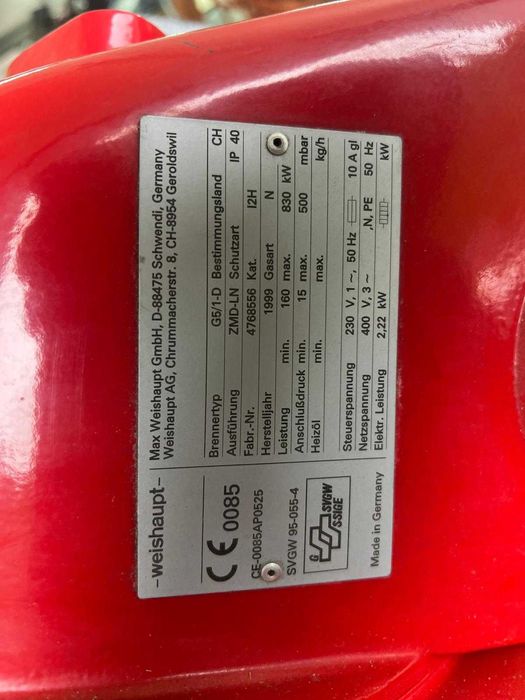 –weishaupt– Max Weishaupt GmbH, D-88475 Schwendi, Germany
Weishaupt AG, Chrummacherstr. 8, CH-8954 Geroldswil
CE 0085
CE-0085AP0525
SVGW 95-055-4
G SVGW
SSIGE
Made in Germany
Brennertyp G5/1-D Bestimmungsland CH
Ausführung ZMD-LN Schutzart IP 40
Fabr.-Nr. 4768556 Kat. I2H
Herstelljahr 1999 Gasart N
Leistung min. 160 max. 830 kW
Anschlußdruck min. 15 max. 500 mbar
Heizöl min. max. kg/h
Steuerspannung 230 V, 1 ~, 50 Hz 10 A gl
Netzspannung 400 V, 3 ~ ,N, PE 50 Hz
Elektr. Leistung 2,22 kW kW